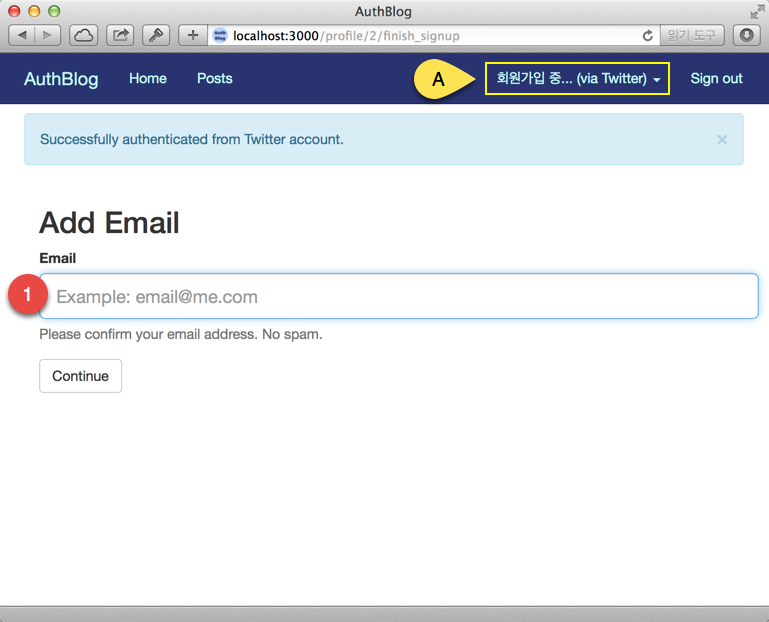 AuthBlog
localhost:3000/profile/2/finish_signup
읽기 도구
AuthBlog Home Posts A 회원가입 중... (via Twitter) Sign out
Successfully authenticated from Twitter account. ×
Add Email
Email
1 Example: email@me.com
Please confirm your email address. No spam.
Continue